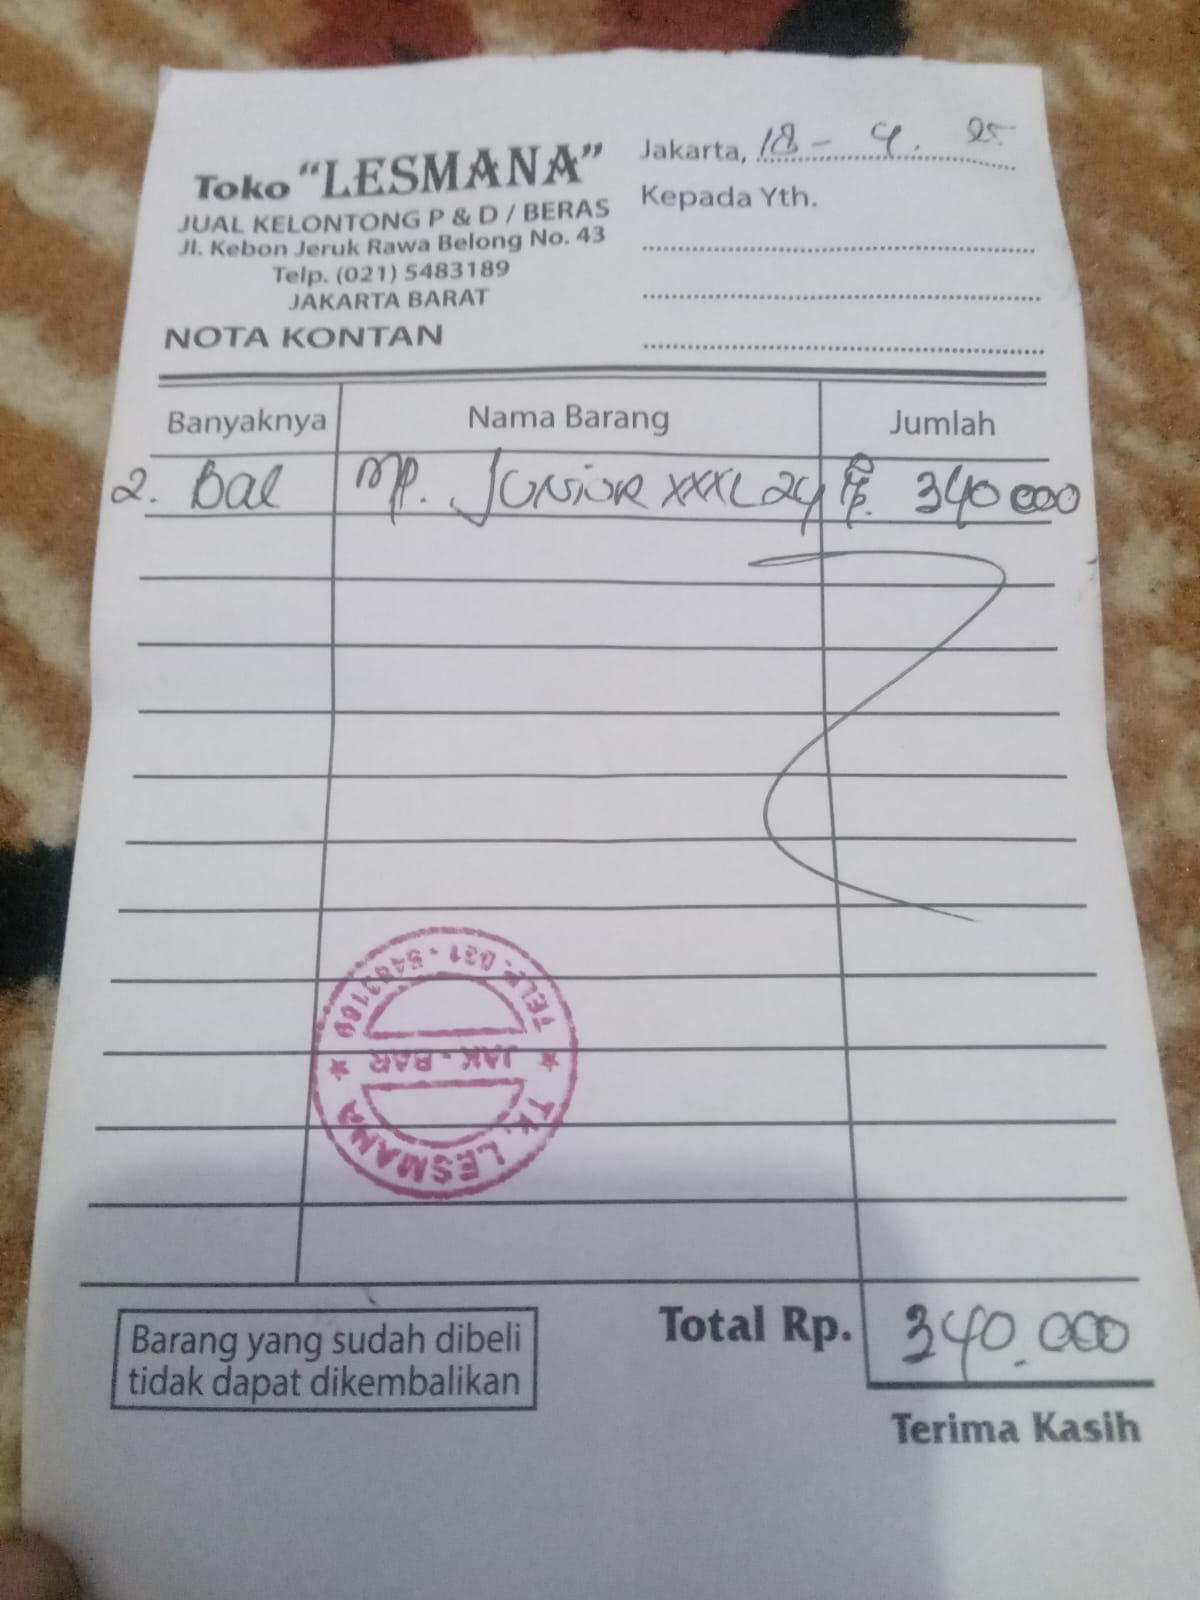 Toko "LESMANA"
JUAL KELONTONG P & D / BERAS
Jl. Kebon Jeruk Rawa Belong No. 43
Telp. (021) 5483189
JAKARTA BARAT
NOTA KONTAN
Jakarta, 18 - 4. 25
Kepada Yth.
Banyaknya Nama Barang Jumlah
2. Bal Mp. JUNIOR XXXL 24 Rp. 340 000
TELP. 021 - 5483189
JAK - BAR
TK. LESMANA
Total Rp. 340.000
Barang yang sudah dibeli
tidak dapat dikembalikan
Terima Kasih